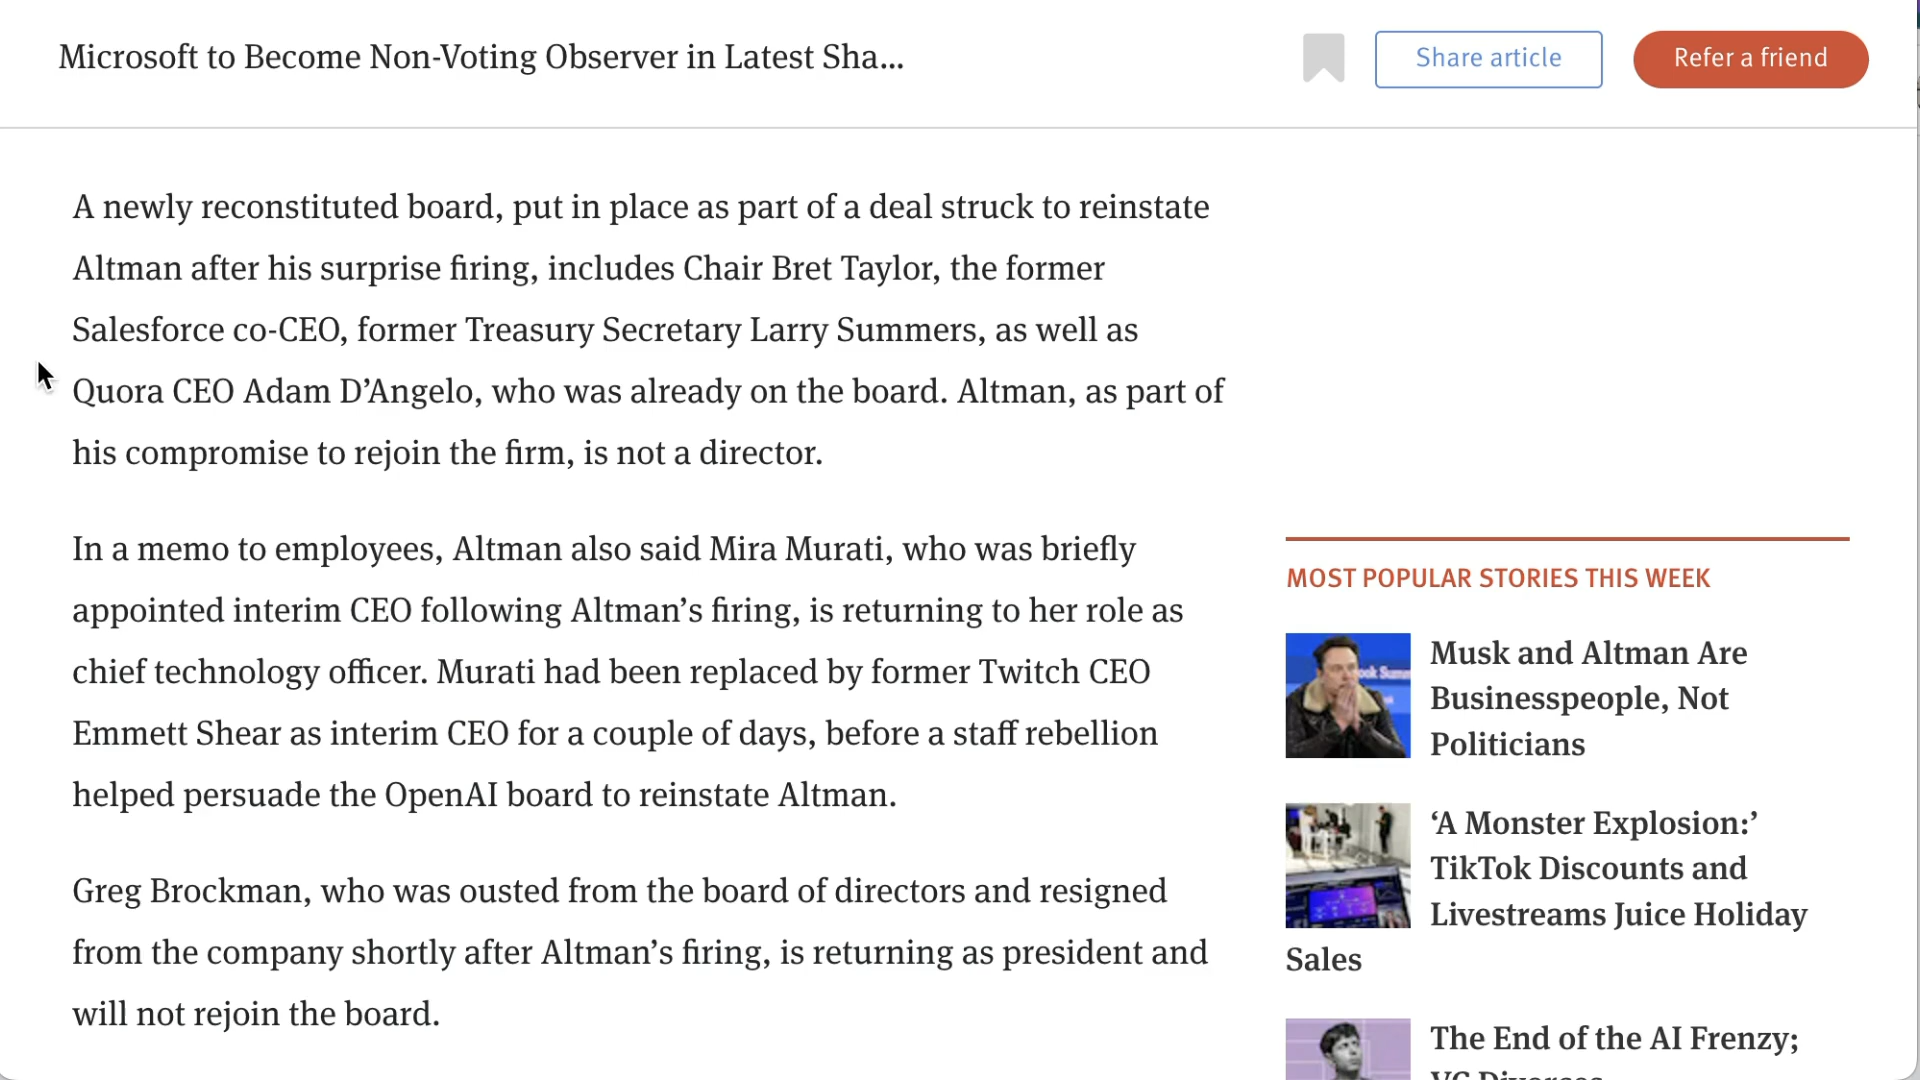 Microsoft to Become Non-Voting Observer in Latest Sha...
Share article
Refer a friend
A newly reconstituted board, put in place as part of a deal struck to reinstate
Altman after his surprise firing, includes Chair Bret Taylor, the former
Salesforce co-CEO, former Treasury Secretary Larry Summers, as well as
Quora CEO Adam D’Angelo, who was already on the board. Altman, as part of
his compromise to rejoin the firm, is not a director.
In a memo to employees, Altman also said Mira Murati, who was briefly
appointed interim CEO following Altman’s firing, is returning to her role as
chief technology officer. Murati had been replaced by former Twitch CEO
Emmett Shear as interim CEO for a couple of days, before a staff rebellion
helped persuade the OpenAI board to reinstate Altman.
Greg Brockman, who was ousted from the board of directors and resigned
from the company shortly after Altman’s firing, is returning as president and
will not rejoin the board.
MOST POPULAR STORIES THIS WEEK
Musk and Altman Are
Businesspeople, Not
Politicians
‘A Monster Explosion:’
TikTok Discounts and
Livestreams Juice Holiday
Sales
The End of the AI Frenzy;
VC Divorces